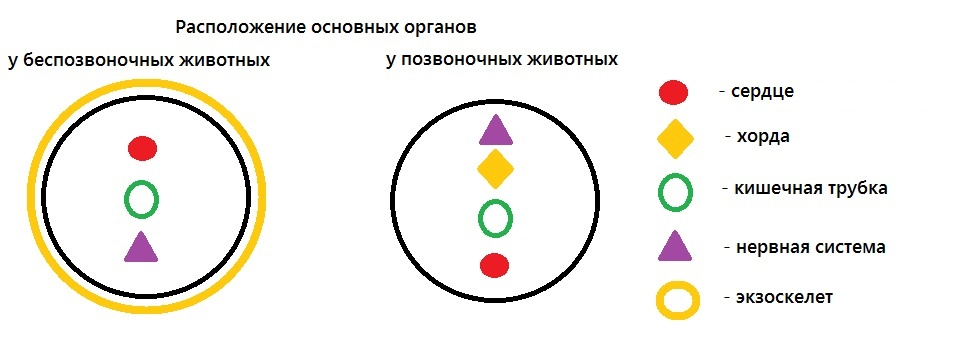 Расположение основных органов
у беспозвоночных животных
у позвоночных животных
- сердце
- хорда
- кишечная трубка
- нервная система
- экзоскелет